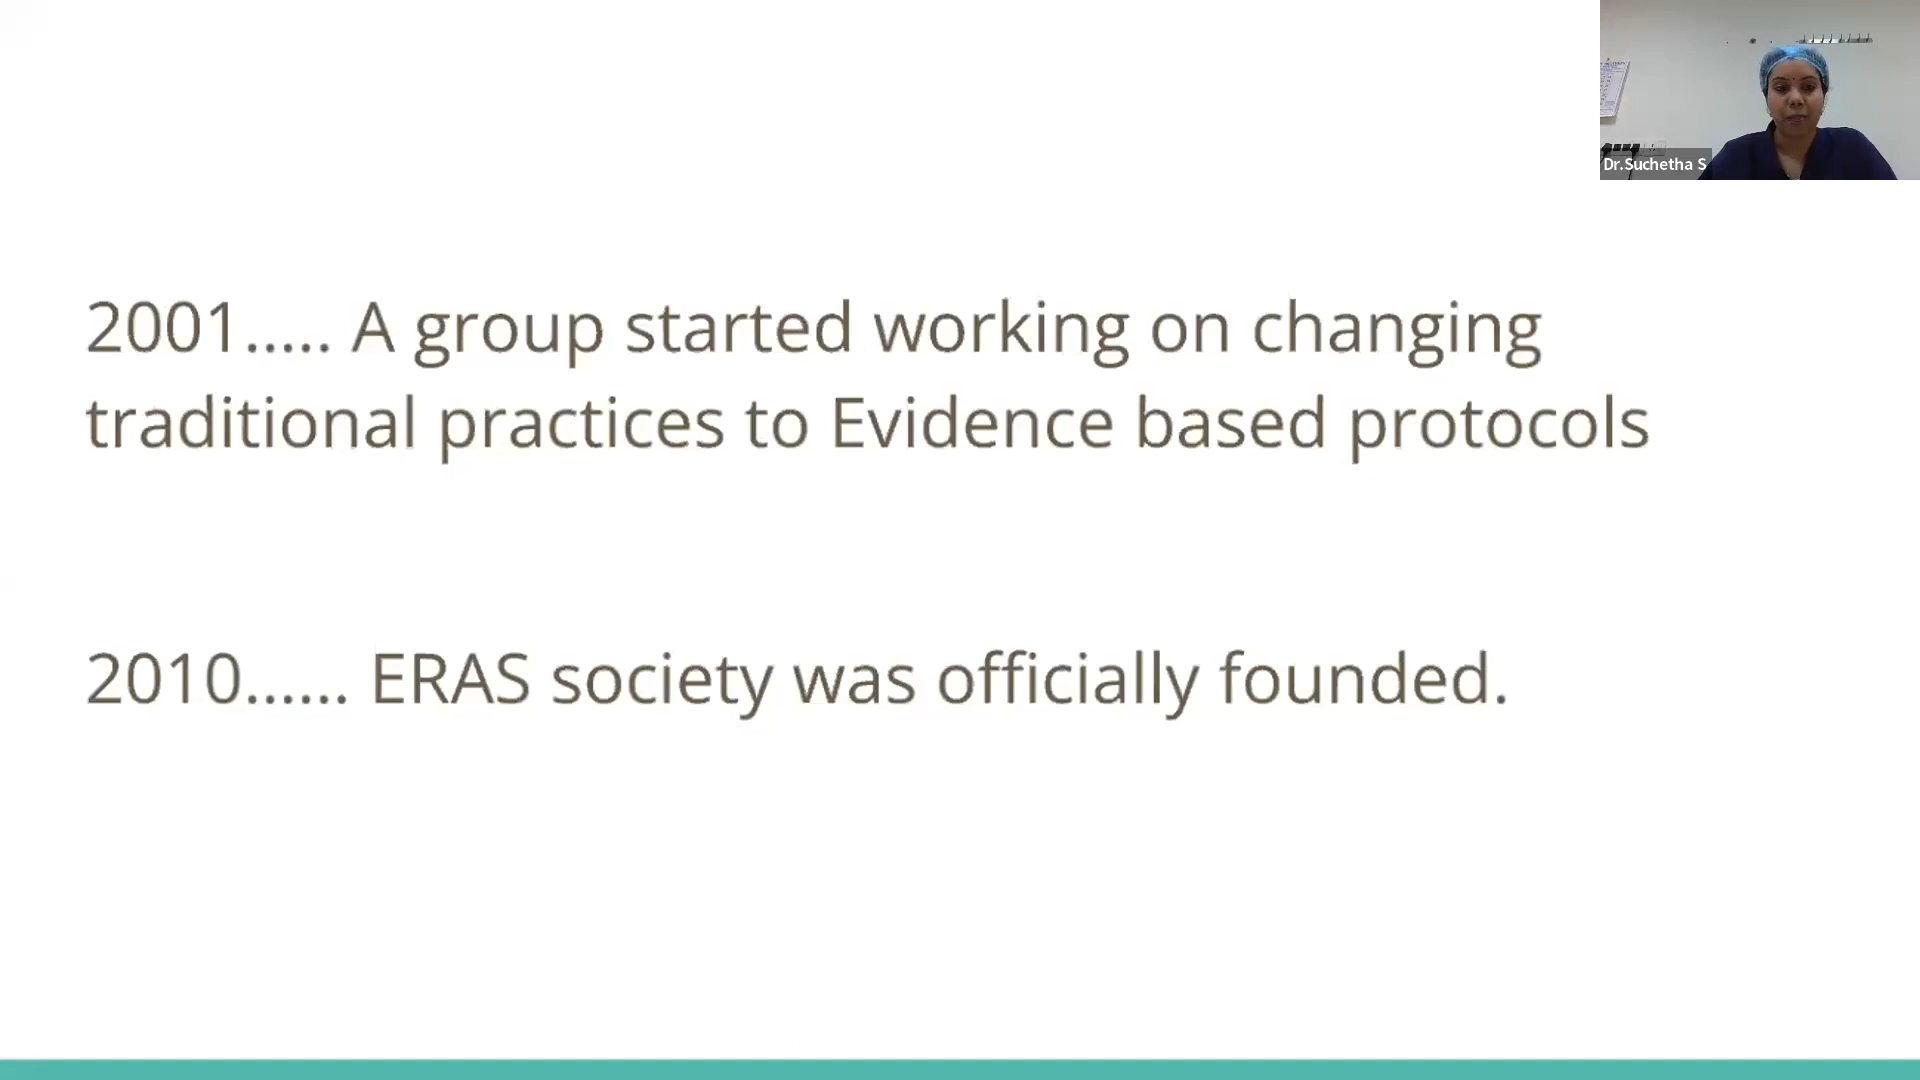 Dr.Suchetha S
2001..... A group started working on changing
traditional practices to Evidence based protocols
2010...... ERAS society was officially founded.